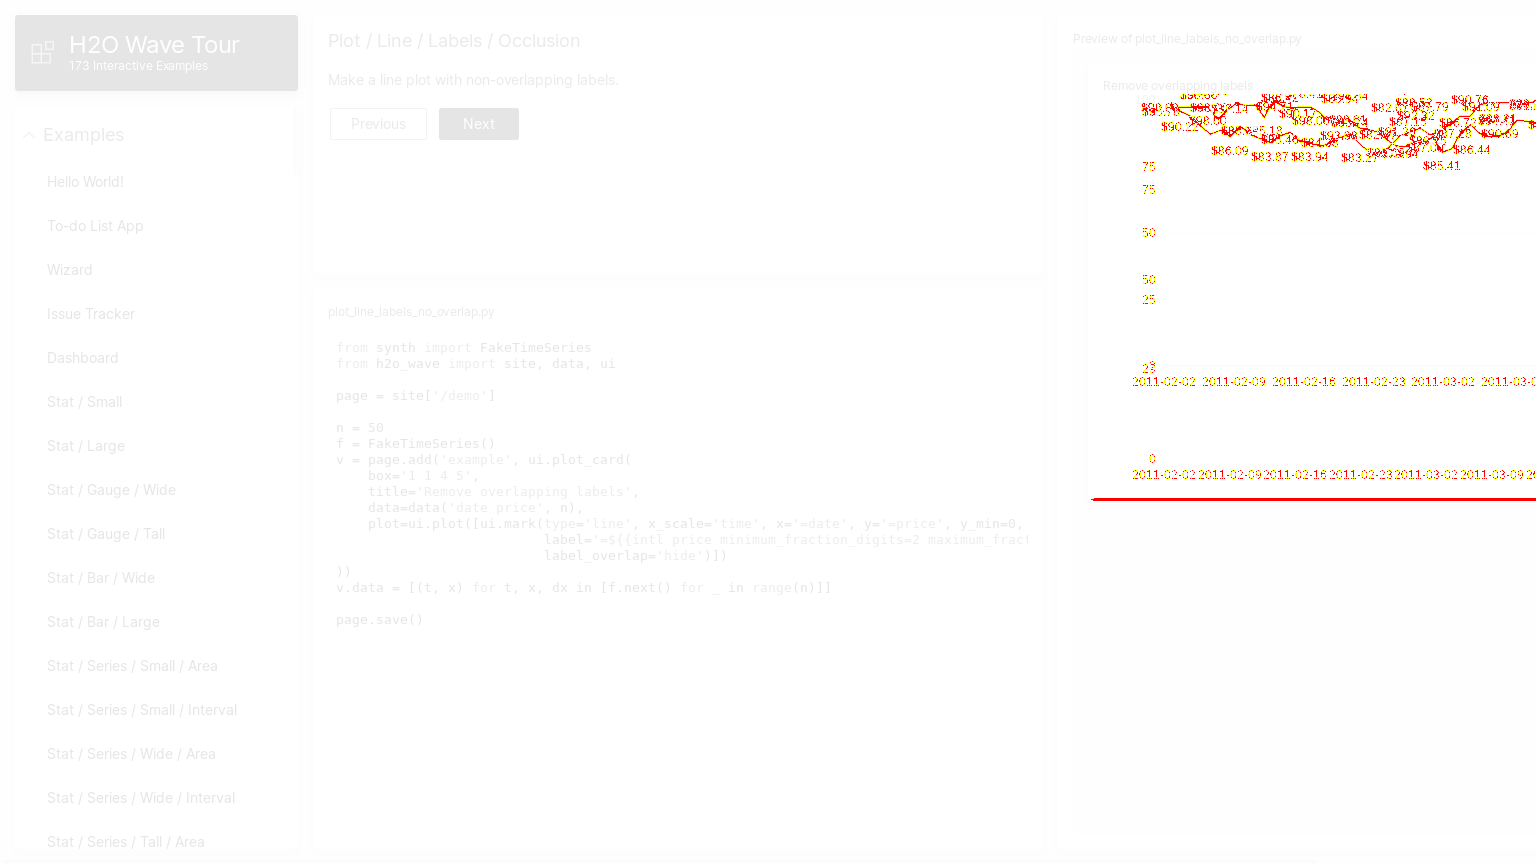 H2O Wave Tour
173 Interactive Examples
Examples
Hello World!
To-do List App
Wizard
Issue Tracker
Dashboard
Stat / Small
Stat / Large
Stat / Gauge / Wide
Stat / Gauge / Tall
Stat / Bar / Wide
Stat / Bar / Large
Stat / Series / Small / Area
Stat / Series / Small / Interval
Stat / Series / Wide / Area
Stat / Series / Wide / Interval
Stat / Series / Tall / Area
Plot / Line / Labels / Occlusion
Make a line plot with non-overlapping labels.
Previous
Next
plot_line_labels_no_overlap.py
from synth import FakeTimeSeries
from h2o_wave import site, data, ui
page = site['/demo']
n = 50
f = FakeTimeSeries()
v = page.add('example', ui.plot_card(
box='1 1 4 5',
title='Remove overlapping labels',
data=data('date price', n),
plot=ui.plot([ui.mark(type='line', x_scale='time', x='=date', y='=price', y_min=0,
label='=${{intl price minimum_fraction_digits=2 maximum_fract
label_overlap='hide')])
))
v.data = [(t, x) for t, x, dx in [f.next() for _ in range(n)]]
page.save()
Preview of plot_line_labels_no_overlap.py
Remove overlapping labels
$90.76
$90.12
$86.09
$83.87
$83.94
$86.44
$85.41
75
75
50
50
25
2011-02-02
2011-02-09
2011-02-16
2011-02-23
2011-03-02
0
2011-02-02
2011-02-09
2011-02-16
2011-02-23
2011-03-02
2011-03-09